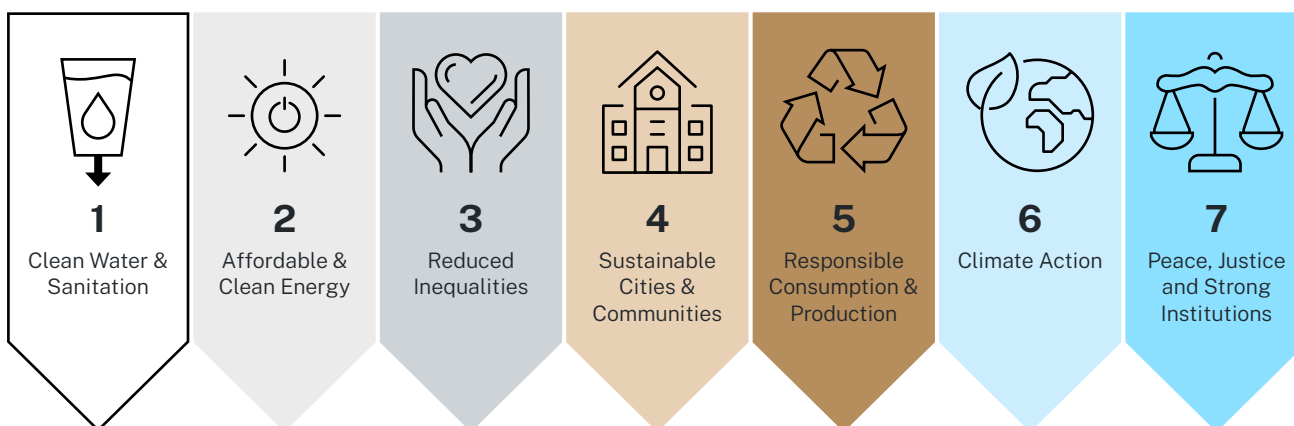 1
Clean Water &
Sanitation
2
Affordable &
Clean Energy
3
Reduced
Inequalities
4
Sustainable
Cities &
Communities
5
Responsible
Consumption &
Production
6
Climate Action
7
Peace, Justice
and Strong
Institutions